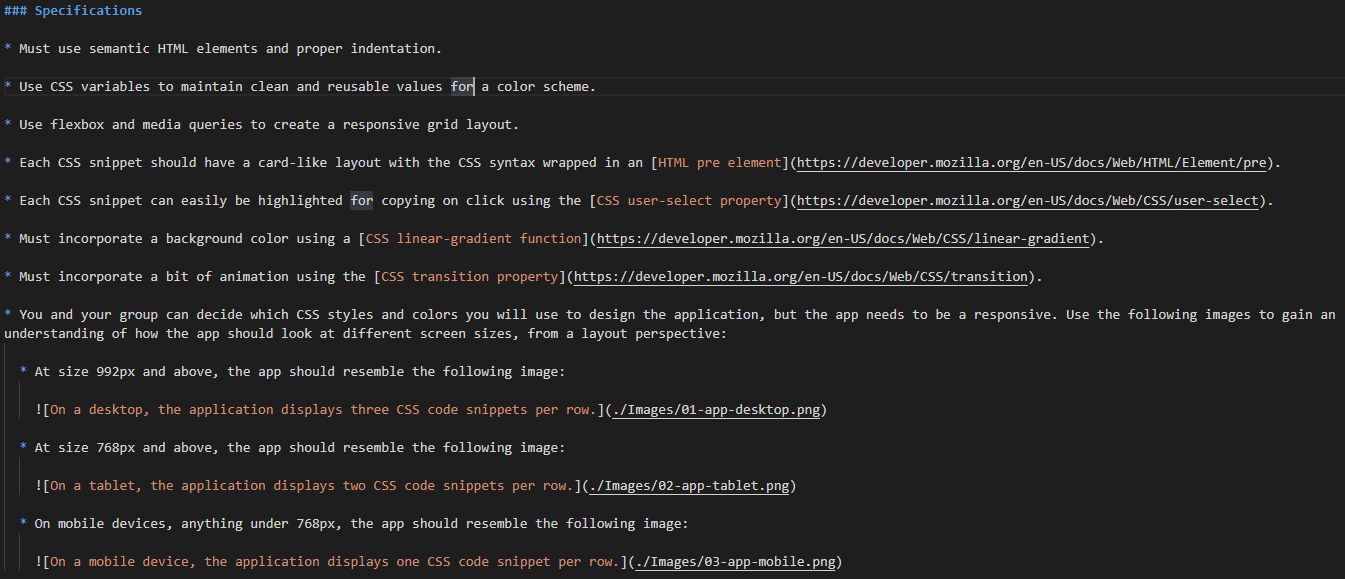 ### Specifications
* Must use semantic HTML elements and proper indentation.
* Use CSS variables to maintain clean and reusable values for a color scheme.
* Use flexbox and media queries to create a responsive grid layout.
* Each CSS snippet should have a card-like layout with the CSS syntax wrapped in an [HTML pre element](https://developer.mozilla.org/en-US/docs/Web/HTML/Element/pre).
* Each CSS snippet can easily be highlighted for copying on click using the [CSS user-select property](https://developer.mozilla.org/en-US/docs/Web/CSS/user-select).
* Must incorporate a background color using a [CSS linear-gradient function](https://developer.mozilla.org/en-US/docs/Web/CSS/linear-gradient).
* Must incorporate a bit of animation using the [CSS transition property](https://developer.mozilla.org/en-US/docs/Web/CSS/transition).
* You and your group can decide which CSS styles and colors you will use to design the application, but the app needs to be a responsive. Use the following images to gain an
understanding of how the app should look at different screen sizes, from a layout perspective:
* At size 992px and above, the app should resemble the following image:
![On a desktop, the application displays three CSS code snippets per row.](./Images/01-app-desktop.png)
* At size 768px and above, the app should resemble the following image:
![On a tablet, the application displays two CSS code snippets per row.](./Images/02-app-tablet.png)
* On mobile devices, anything under 768px, the app should resemble the following image:
![On a mobile device, the application displays one CSS code snippet per row.](./Images/03-app-mobile.png)